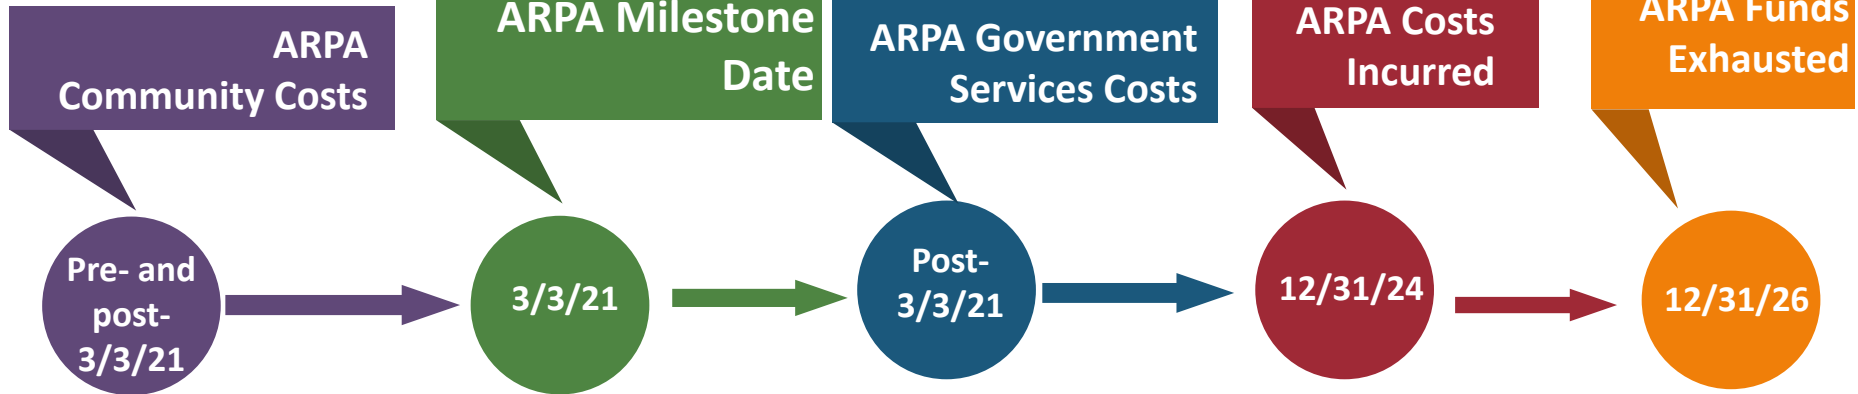 ARPA
Community Costs
ARPA Milestone
Date
ARPA Government
Services Costs
ARPA Costs
Incurred
ARPA Funds
Exhausted
Pre- and
post-
3/3/21
3/3/21
Post-
3/3/21
12/31/24
12/31/26